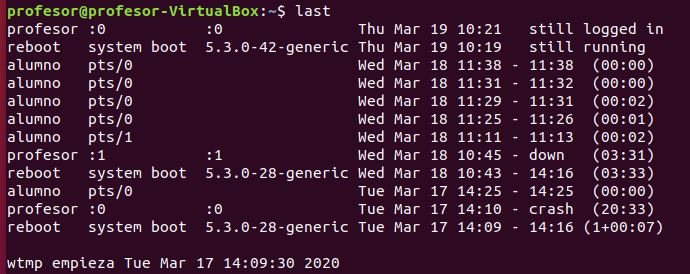 profesor@profesor-VirtualBox:~$ last
profesor :0           :0               Thu Mar 19 10:21   still logged in
reboot   system boot  5.3.0-42-generic Thu Mar 19 10:19   still running
alumno   pts/0                         Wed Mar 18 11:38 - 11:38  (00:00)
alumno   pts/0                         Wed Mar 18 11:31 - 11:32  (00:00)
alumno   pts/0                         Wed Mar 18 11:29 - 11:31  (00:02)
alumno   pts/0                         Wed Mar 18 11:25 - 11:26  (00:01)
alumno   pts/1                         Wed Mar 18 11:11 - 11:13  (00:02)
profesor :1           :1               Wed Mar 18 10:45 - down   (03:31)
reboot   system boot  5.3.0-28-generic Wed Mar 18 10:43 - 14:16  (03:33)
alumno   pts/0                         Tue Mar 17 14:25 - 14:25  (00:00)
profesor :0           :0               Tue Mar 17 14:10 - crash  (20:33)
reboot   system boot  5.3.0-28-generic Tue Mar 17 14:09 - 14:16 (1+00:07)
wtmp empieza Tue Mar 17 14:09:30 2020